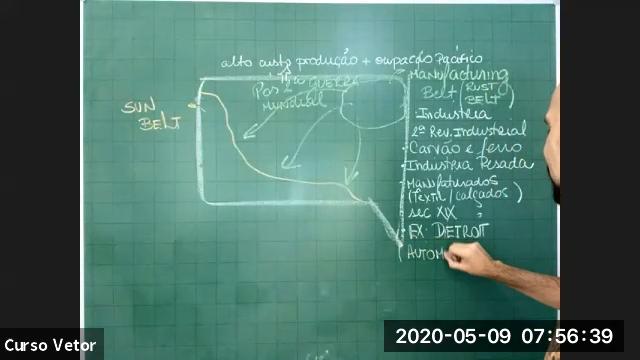 alto custo produção + ocupação Pacífico
Pós 2ª GUERRA
MUNDIAL
SUN
BELT
MANUfacturing
Belt (RUST
BELT)
Industria
2ª Rev. Industrial
Carvão e ferro
Industria Pesada
Manufaturados
(Textil/calçados)
sec XIX
EX: DETROIT
AUTOM
Curso Vetor
2020-05-09 07:56:39